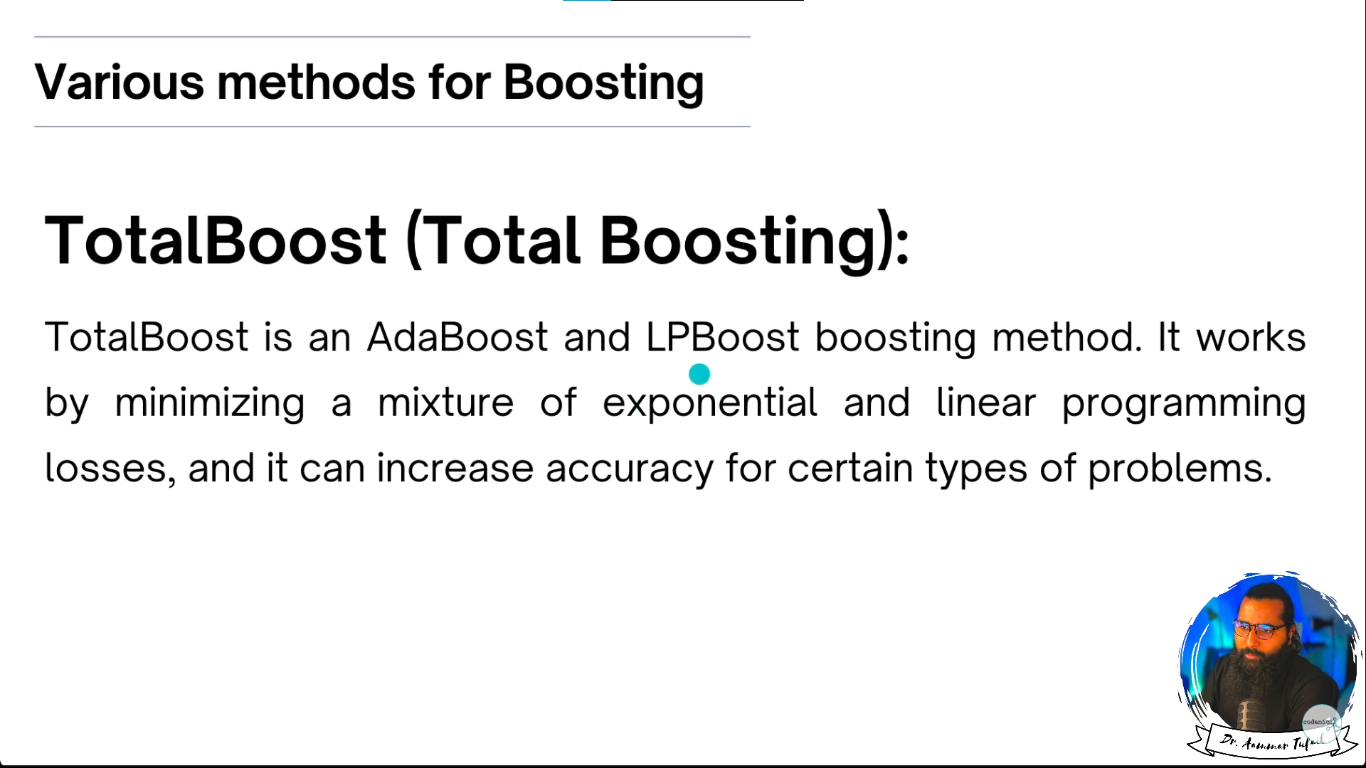 Various methods for Boosting
TotalBoost (Total Boosting):
TotalBoost is an AdaBoost and LPBoost boosting method. It works
by minimizing a mixture of exponential and linear programming
losses, and it can increase accuracy for certain types of problems.
codanics
Dr. Aammar Tufail